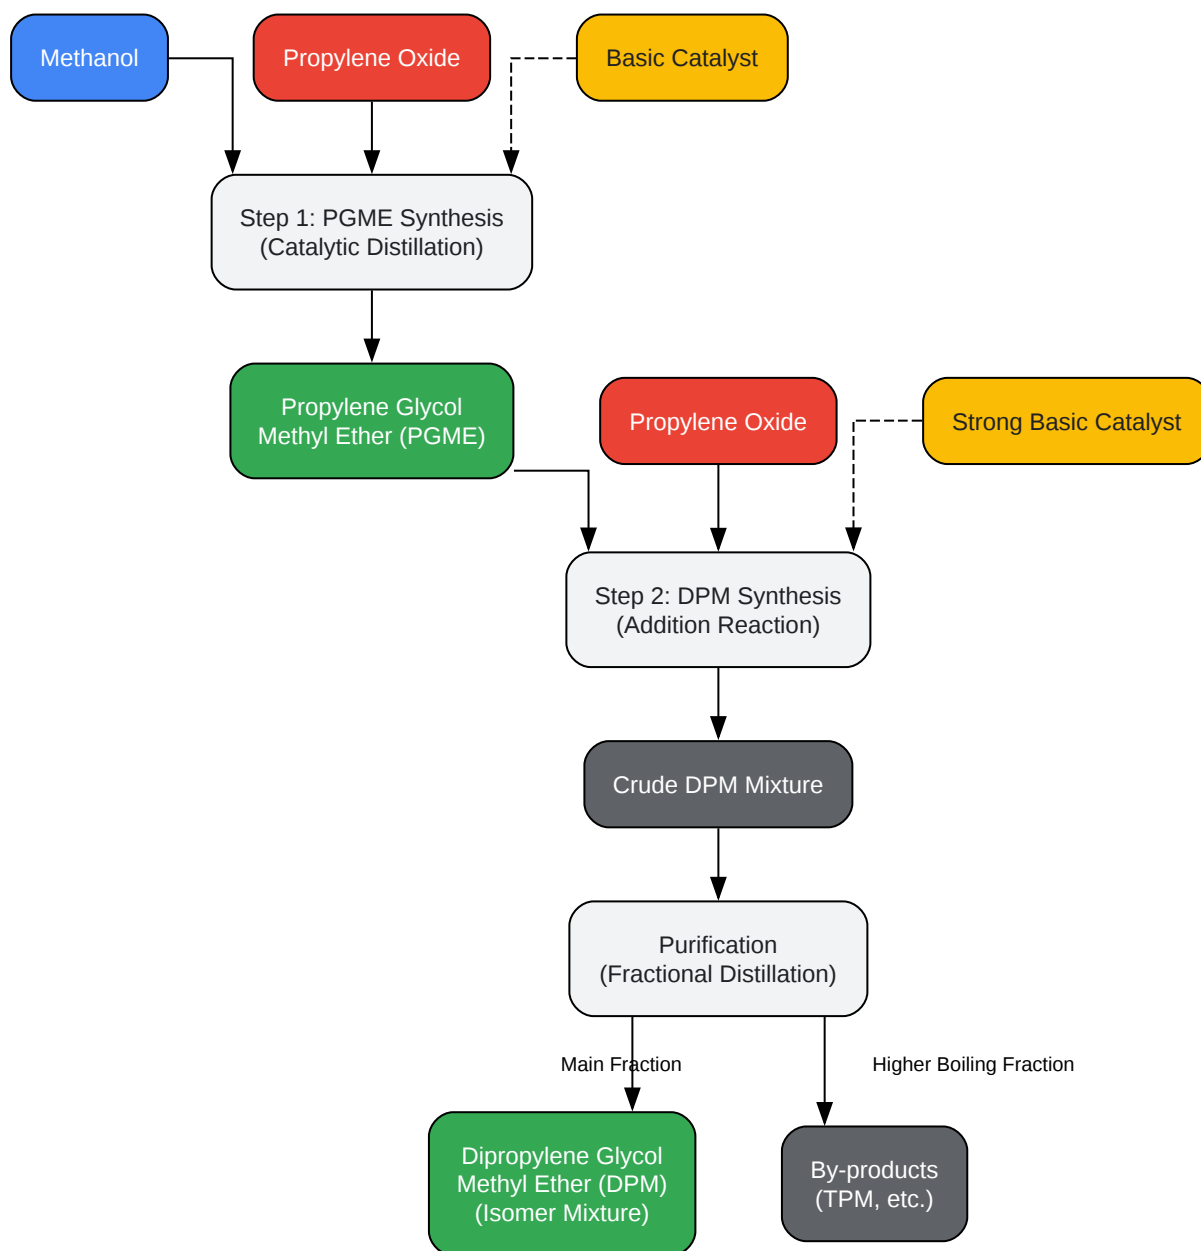 Methanol
Propylene Oxide
Basic Catalyst
Step 1: PGME Synthesis
(Catalytic Distillation)
Propylene Glycol
Methyl Ether (PGME)
Propylene Oxide
Strong Basic Catalyst
Step 2: DPM Synthesis
(Addition Reaction)
Crude DPM Mixture
Purification
(Fractional Distillation)
Main Fraction
Higher Boiling Fraction
Dipropylene Glycol
Methyl Ether (DPM)
(Isomer Mixture)
By-products
(TPM, etc.)